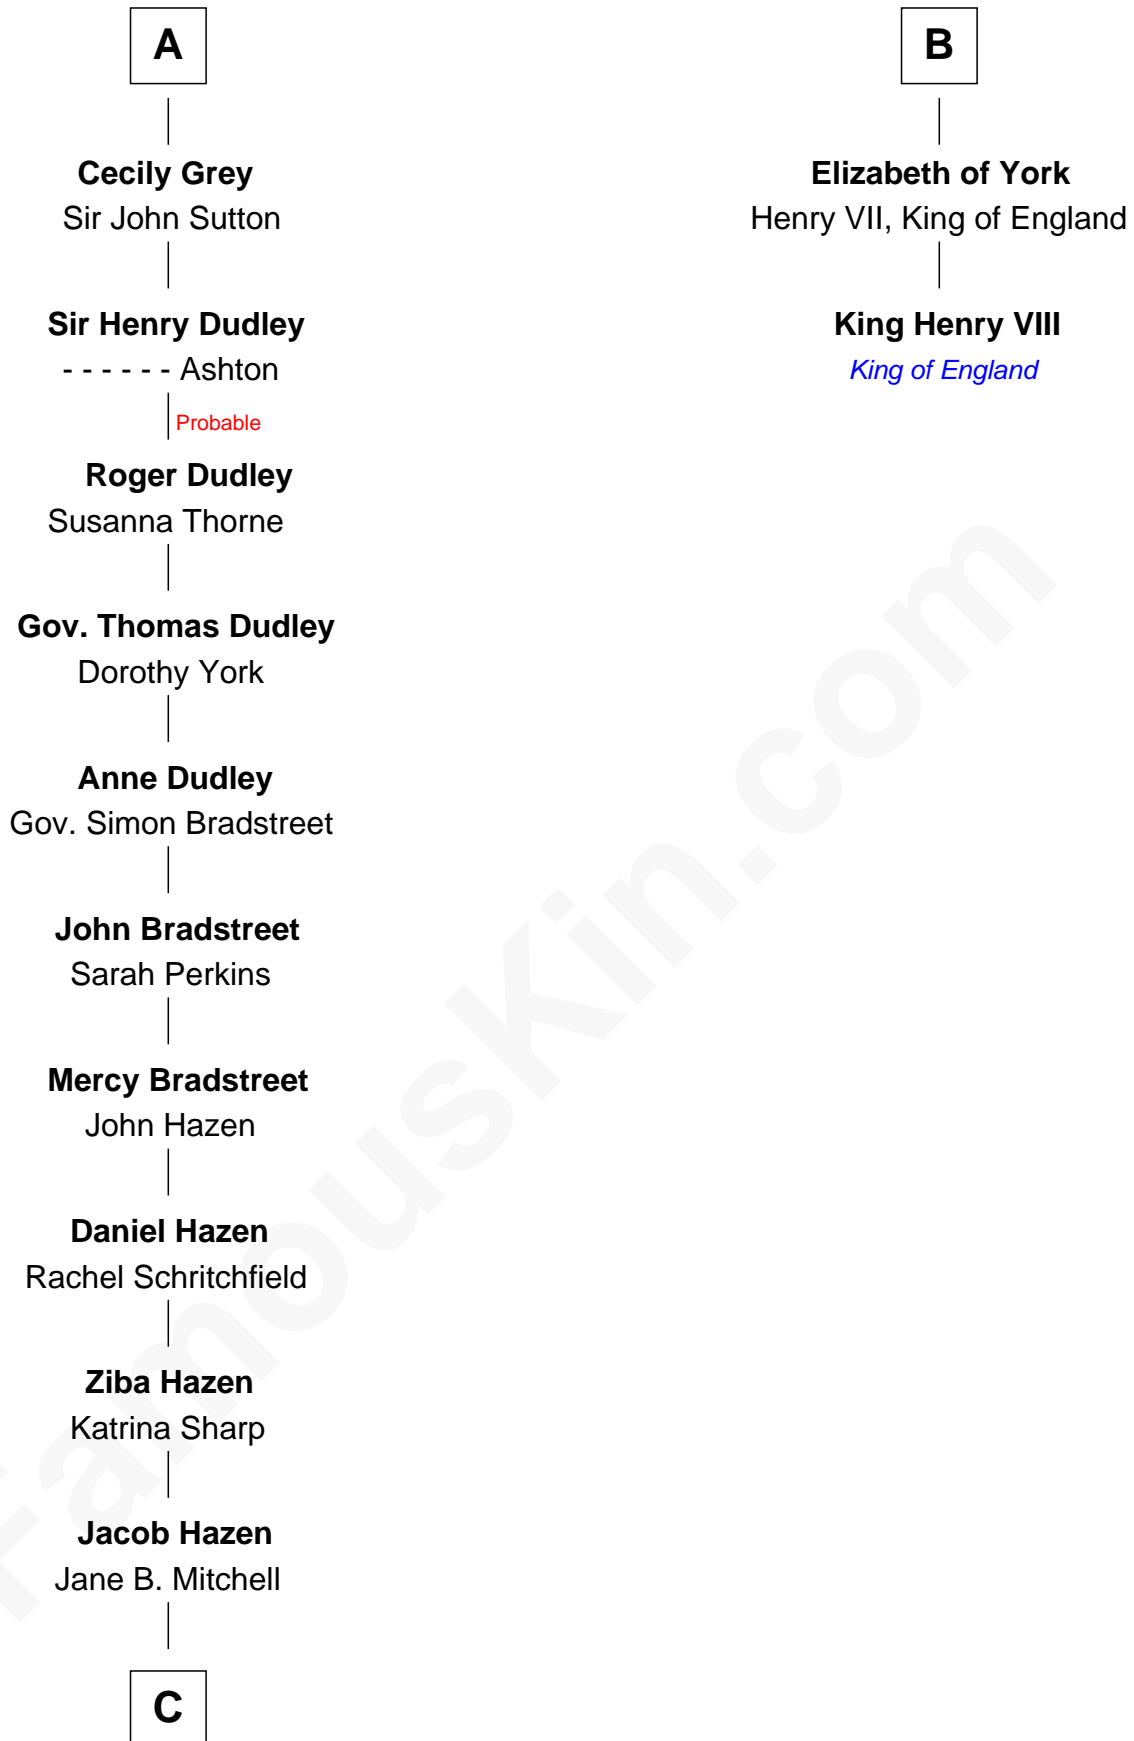 A
Cecily Grey
Sir John Sutton
Sir Henry Dudley
- - - - - - Ashton
Probable
Roger Dudley
Susanna Thorne
Gov. Thomas Dudley
Dorothy York
Anne Dudley
Gov. Simon Bradstreet
John Bradstreet
Sarah Perkins
Mercy Bradstreet
John Hazen
Daniel Hazen
Rachel Schritchfield
Ziba Hazen
Katrina Sharp
Jacob Hazen
Jane B. Mitchell
C
B
Elizabeth of York
Henry VII, King of England
King Henry VIII
King of England
FamousKin.com